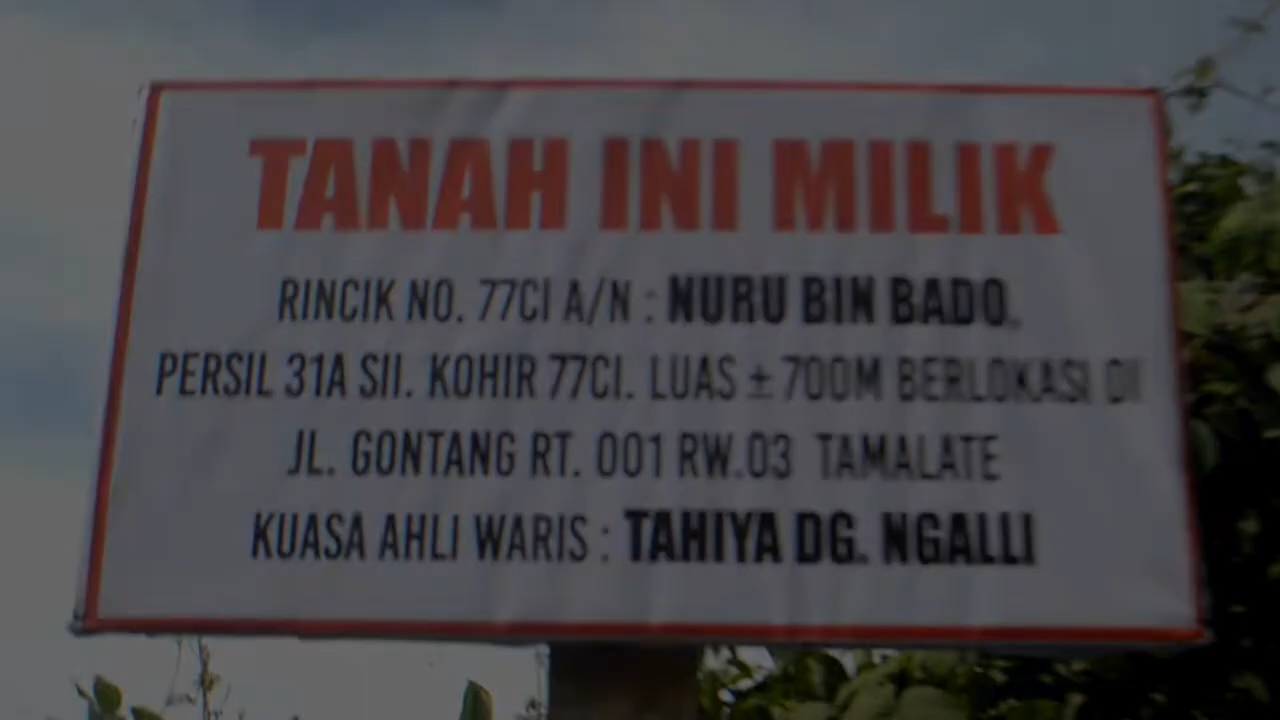 TANAH INI MILIK
RINCIK NO. 77CI A/N : NURU BIN BADO.
PERSIL 31A SII. KOHIR 77CI. LUAS ± 700M BERLOKASI DI
JL. GONTANG RT. 001 RW.03 TAMALATE
KUASA AHLI WARIS : TAHIYA DG. NGALLI